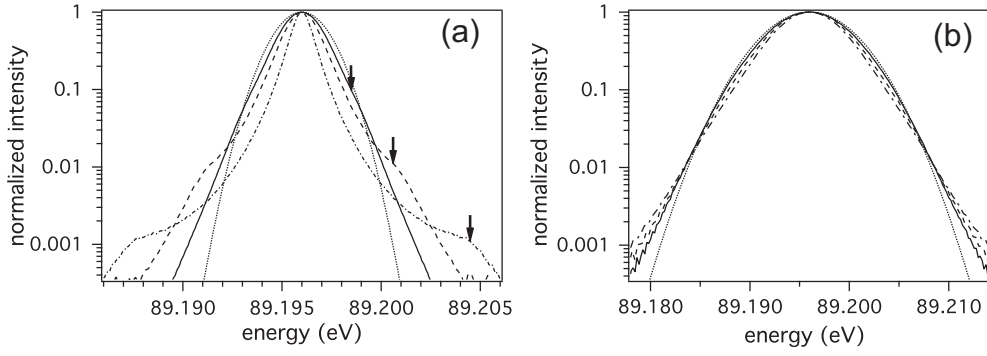 (a)
normalized intensity
1
0.1
0.01
0.001
89.190
89.195
89.200
89.205
energy (eV)
(b)
normalized intensity
1
0.1
0.01
0.001
89.180
89.190
89.200
89.210
energy (eV)